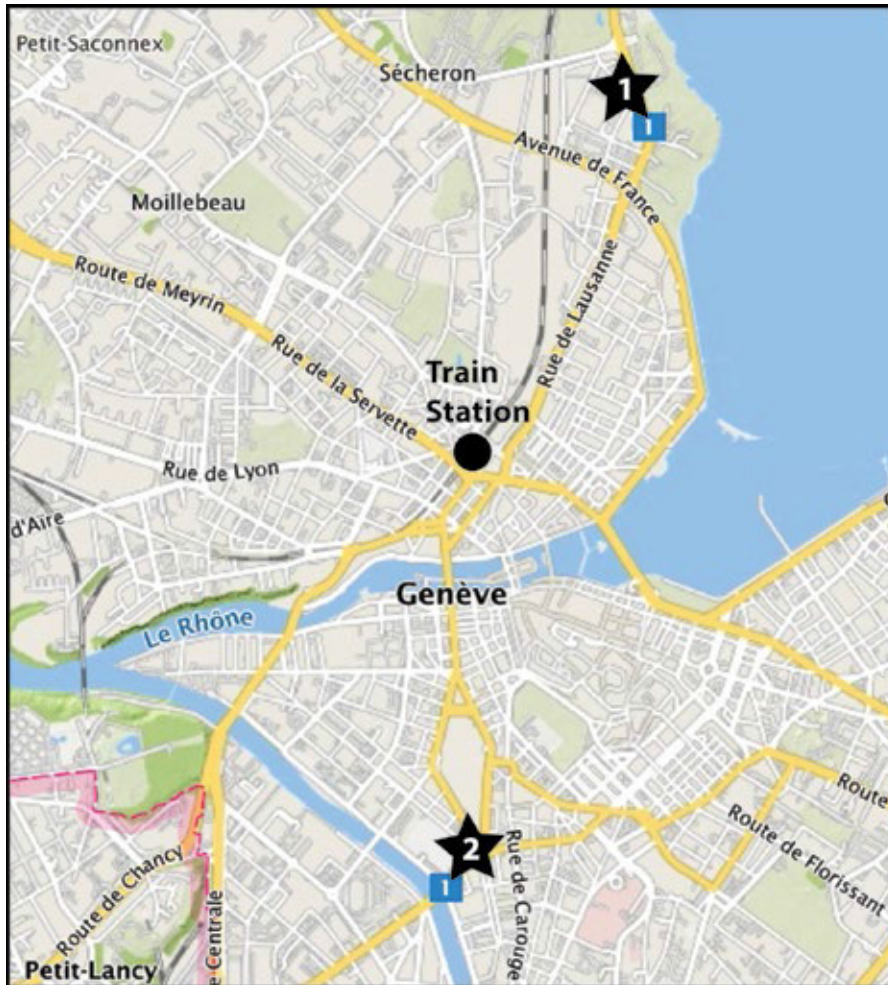 Petit-Saconnex
Sécheron
1
1
Avenue de France
Moillebeau
Route de Meyrin
Rue de Lausanne
Rue de la Servette
Train
Station
Rue de Lyon
d'Aïre
Genève
Le Rhône
Route
2
Rue de Carouge
Route de Florissant
1
Route de Chancy
e Centrale
Petit-Lancy